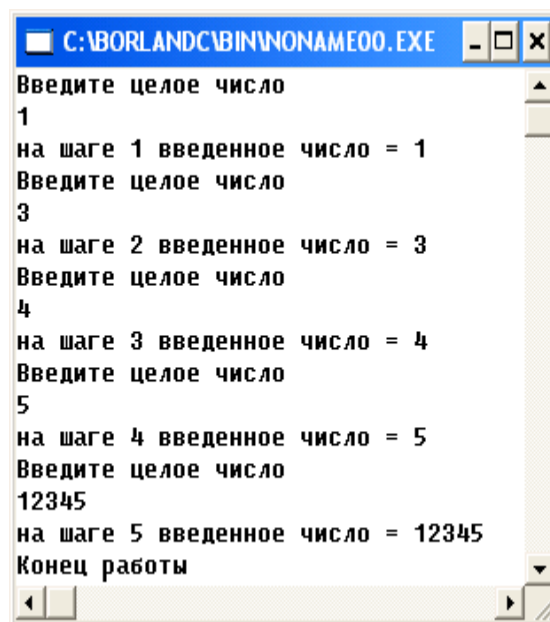 C:\BORLANDC\BIN\NONAME00.EXE
Введите целое число
1
на шаге 1 введенное число = 1
Введите целое число
3
на шаге 2 введенное число = 3
Введите целое число
4
на шаге 3 введенное число = 4
Введите целое число
5
на шаге 4 введенное число = 5
Введите целое число
12345
на шаге 5 введенное число = 12345
Конец работы